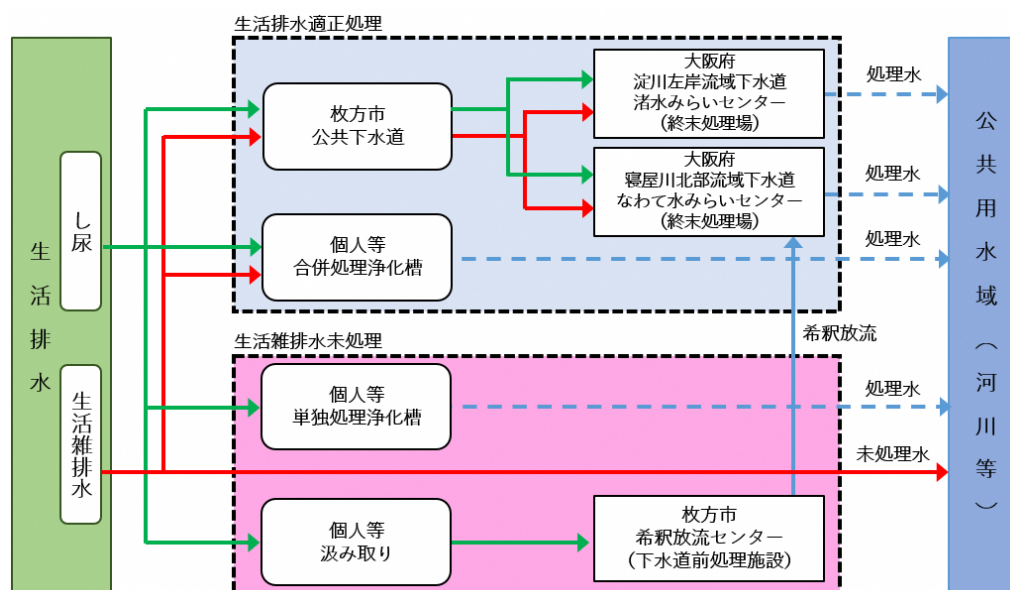 生活排水適正処理
生活排水
し尿
生活雑排水
枚方市
公共下水道
大阪府
淀川左岸流域下水道
渚水みらいセンター
(終末処理場)
大阪府
寝屋川北部流域下水道
なわて水みらいセンター
(終末処理場)
個人等
合併処理浄化槽
処理水
処理水
処理水
希釈放流
生活雑排水未処理
個人等
単独処理浄化槽
処理水
未処理水
個人等
汲み取り
枚方市
希釈放流センター
(下水道前処理施設)
公共用水域（河川等）